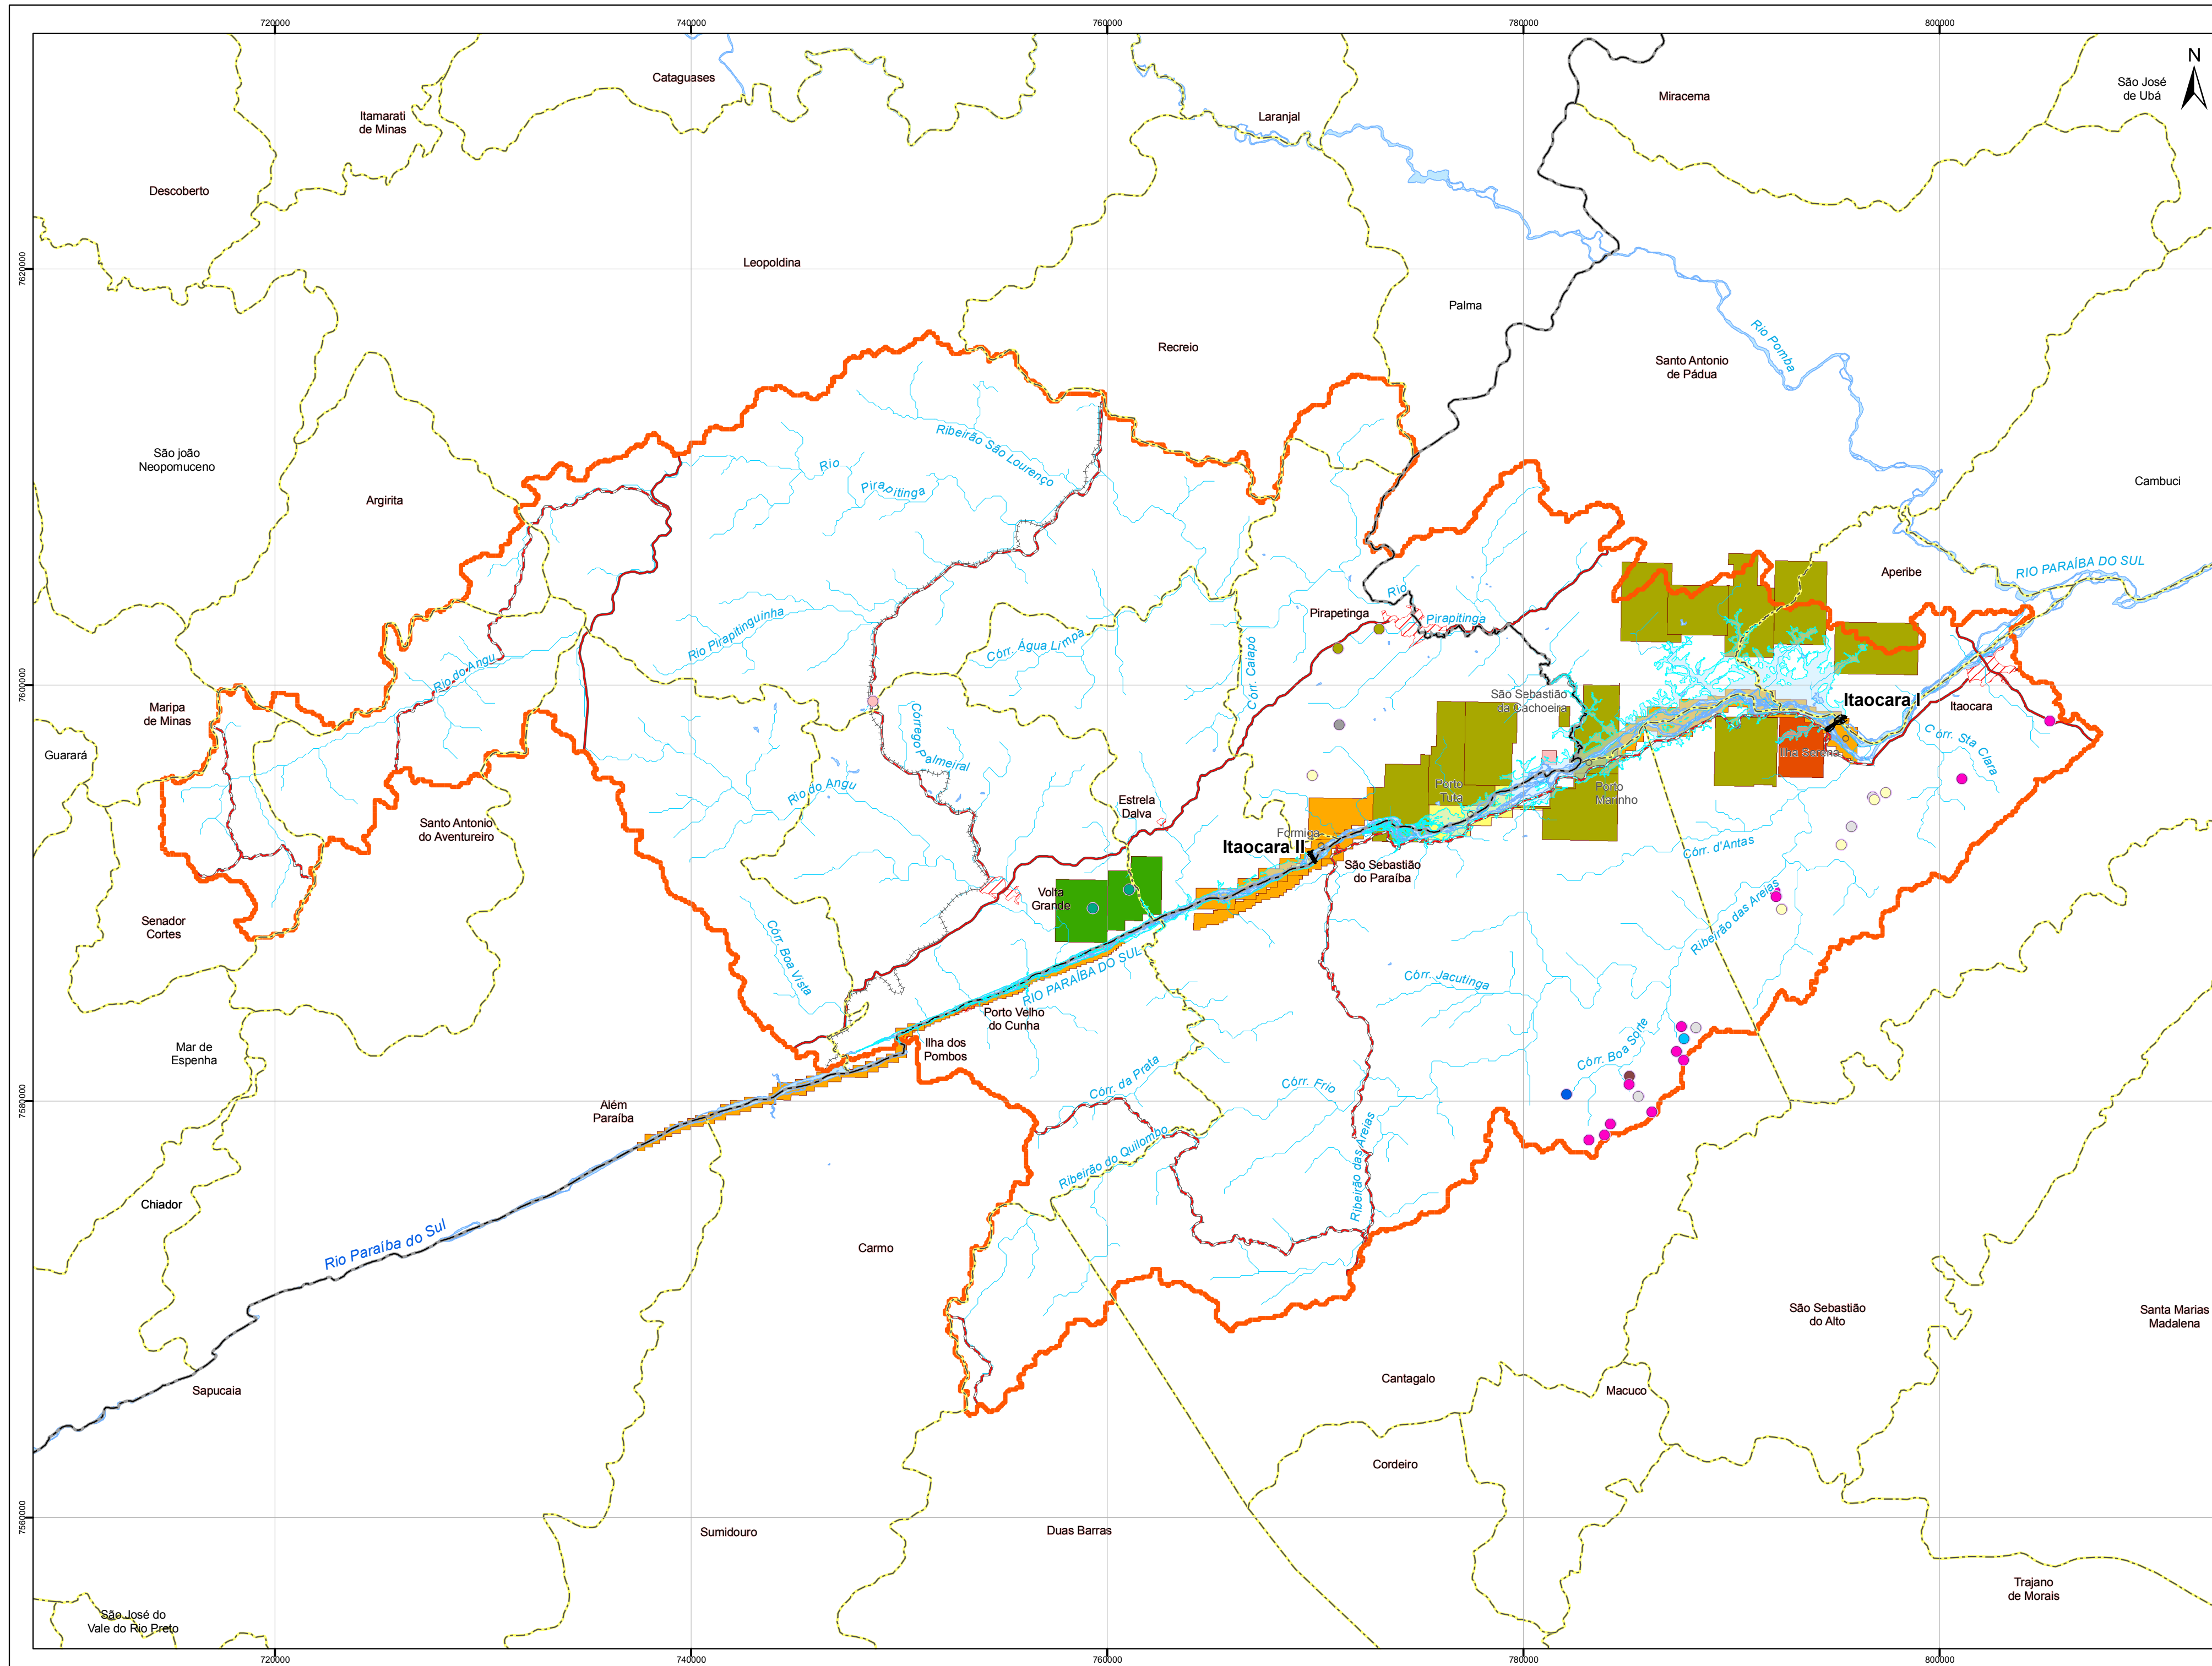 720000
740000
760000
780000
800000
N
Cataguases
São José
de Ubá
Miracema
Itamarati
de Minas
Laranjal
Descoberto
7620000
Leopoldina
Palma
Rio Pomba
Recreio
Santo Antonio
de Pádua
Ribeirão São Lourenço
São joão
Neopomuceno
Rio
Pirapitinga
Argirita
Cambuci
RIO PARAÍBA DO SUL
Aperibe
Rio
Pirapitinga
Pirapetinga
Rio Pirapitinguinha
Córr. Água Limpa
Córr. Caiapó
Rio do Angu
7600000
São Sebastião
da Cachoeira
Itaocara I
Itaocara
Maripa
de Minas
Córrego Palmeiral
Córr. Sta Clara
Guarará
Ilha Serena
Rio do Angu
Porto
Tuta
Porto
Marinho
Estrela
Dalva
Santo Antonio
do Aventureiro
Formiga
Itaocara II
Córr. d'Antas
São Sebastião
do Paraíba
Volta
Grande
Ribeirão das Areias
Senador
Cortes
Córr. Boa Vista
RIO PARAÍBA DO SUL
Córr. Jacutinga
Porto Velho
do Cunha
Mar de
Espenha
Ilha dos
Pombos
Córr. Boa Sorte
Córr. da Prata
Córr. Frio
7580000
Além
Paraíba
Ribeirão do Quilombo
Ribeirão das Areias
Chiador
Rio Paraíba do Sul
Carmo
São Sebastião
do Alto
Santa Marias
Madalena
Sapucaia
Cantagalo
Macuco
Cordeiro
7560000
Sumidouro
Duas Barras
Trajano
de Morais
São José do
Vale do Rio Preto
720000
740000
760000
780000
800000